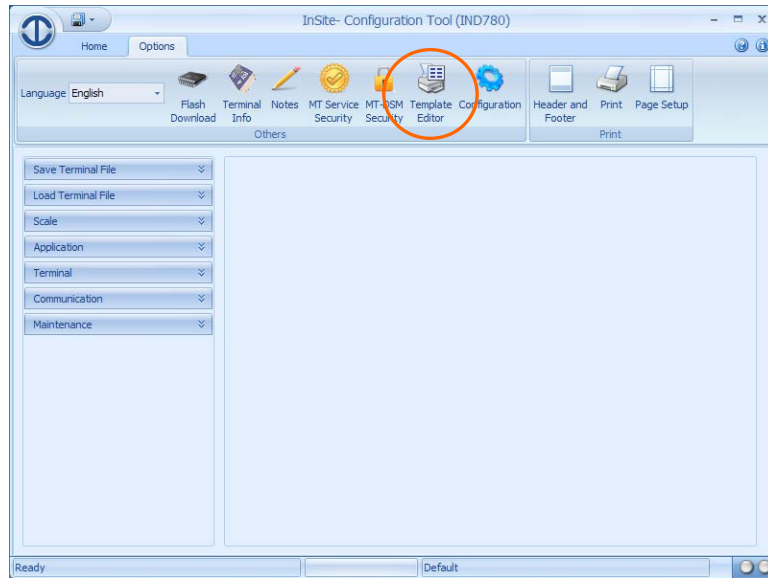 InSite- Configuration Tool (IND780)
Home Options
Language English
Flash Download
Terminal Info
Notes
MT Service Security
MT-DSM Security
Template Editor
Configuration
Header and Footer
Print
Page Setup
Others
Print
Save Terminal File
Load Terminal File
Scale
Application
Terminal
Communication
Maintenance
Ready
Default